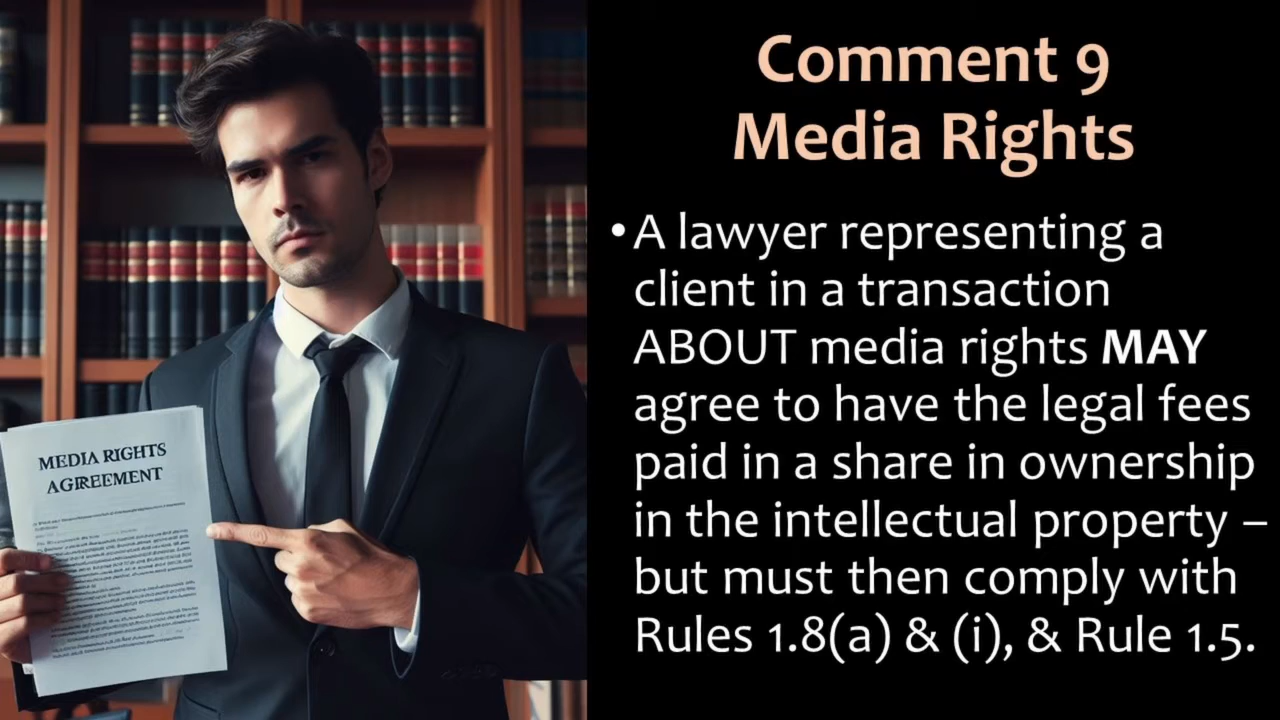 Comment 9
Media Rights
•A lawyer representing a
client in a transaction
ABOUT media rights MAY
agree to have the legal fees
paid in a share in ownership
in the intellectual property –
but must then comply with
Rules 1.8(a) & (i), & Rule 1.5.
MEDIA RIGHTS
AGREEMENT